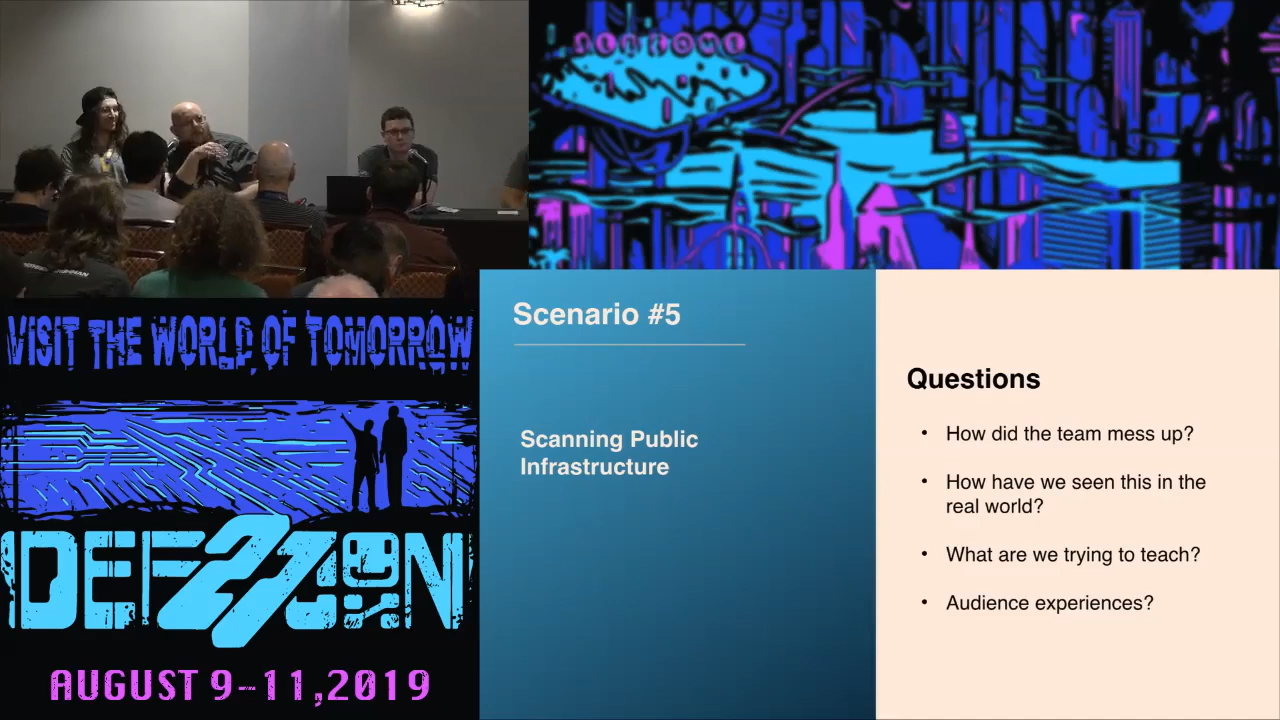 WELCOME
VISIT THE WORLD OF TOMORROW
DEF CON
27
AUGUST 9-11,2019
Scenario #5
Scanning Public
Infrastructure
Questions
• How did the team mess up?
• How have we seen this in the
real world?
• What are we trying to teach?
• Audience experiences?